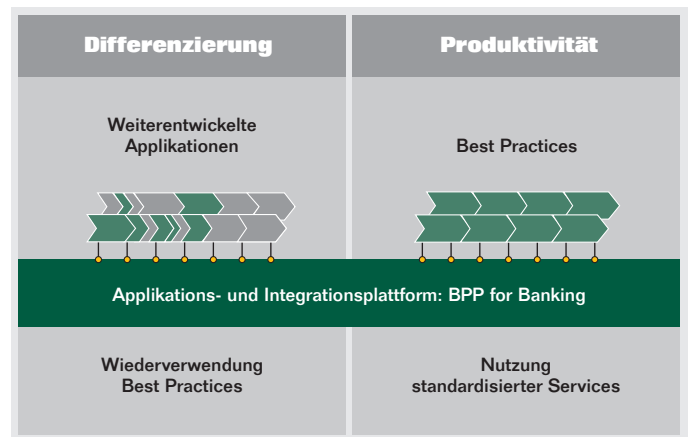 Differenzierung
Produktivität
Weiterentwickelte
Applikationen
Best Practices
Applikations- und Integrationsplattform: BPP for Banking
Wiederverwendung
Best Practices
Nutzung
standardisierter Services